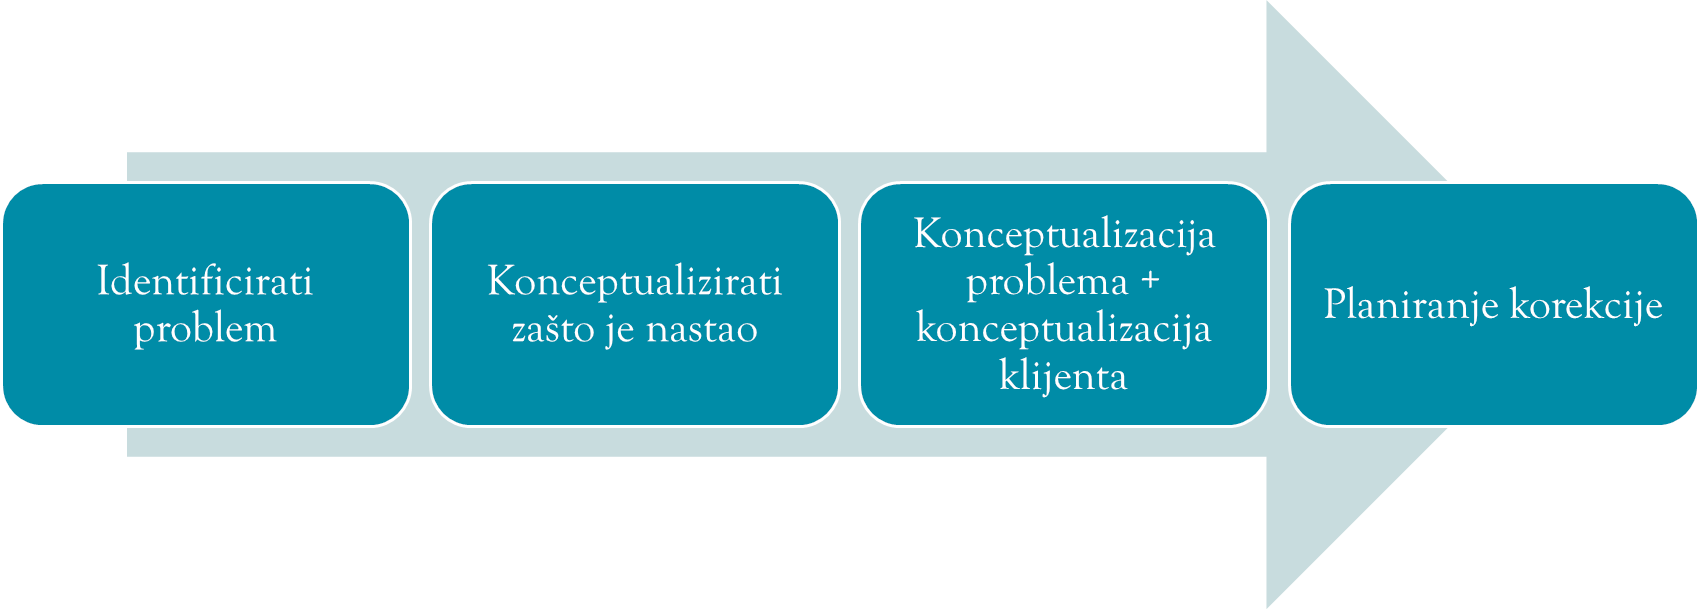 Identificirati
problem
Konceptualizirati
zašto je nastao
Konceptualizacija
problema +
konceptualizacija
klijenta
Planiranje korekcije